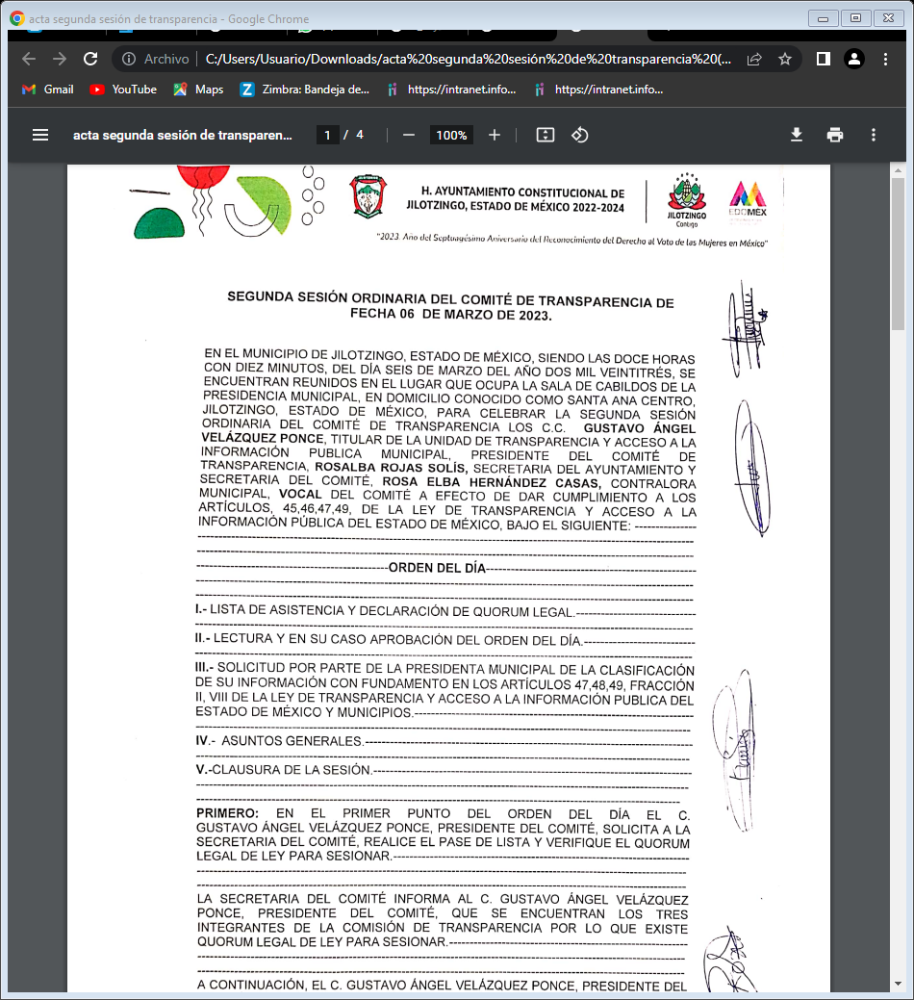 acta segunda sesión de transparencia - Google Chrome
Archivo
C:/Users/Usuario/Downloads/acta%20segunda%20sesión%20de%20transparencia%20(...
Gmail
YouTube
Maps
Zimbra: Bandeja de...
https://intranet.info...
https://intranet.info...
acta segunda sesión de transparen...
1 / 4
100%
H. AYUNTAMIENTO CONSTITUCIONAL DE
JILOTZINGO, ESTADO DE MÉXICO 2022-2024
JILOTZINGO
Contigo
EDOMEX
"2023. Año del Septuagésimo Aniversario del Reconocimiento del Derecho al Voto de las Mujeres en México"
SEGUNDA SESIÓN ORDINARIA DEL COMITÉ DE TRANSPARENCIA DE
FECHA 06 DE MARZO DE 2023.
EN EL MUNICIPIO DE JILOTZINGO, ESTADO DE MÉXICO, SIENDO LAS DOCE HORAS
CON DIEZ MINUTOS, DEL DÍA SEIS DE MARZO DEL AÑO DOS MIL VEINTITRÉS, SE
ENCUENTRAN REUNIDOS EN EL LUGAR QUE OCUPA LA SALA DE CABILDOS DE LA
PRESIDENCIA MUNICIPAL, EN DOMICILIO CONOCIDO COMO SANTA ANA CENTRO,
JILOTZINGO, ESTADO DE MÉXICO, PARA CELEBRAR LA SEGUNDA SESIÓN
ORDINARIA DEL COMITÉ DE TRANSPARENCIA LOS C.C. GUSTAVO ÁNGEL
VELÁZQUEZ PONCE, TITULAR DE LA UNIDAD DE TRANSPARENCIA Y ACCESO A LA
INFORMACIÓN PUBLICA MUNICIPAL, PRESIDENTE DEL COMITÉ DE
TRANSPARENCIA, ROSALBA ROJAS SOLÍS, SECRETARIA DEL AYUNTAMIENTO Y
SECRETARIA DEL COMITÉ, ROSA ELBA HERNÁNDEZ CASAS, CONTRALORA
MUNICIPAL, VOCAL DEL COMITÉ A EFECTO DE DAR CUMPLIMIENTO A LOS
ARTÍCULOS, 45,46,47,49, DE LA LEY DE TRANSPARENCIA Y ACCESO A LA
INFORMACIÓN PÚBLICA DEL ESTADO DE MÉXICO, BAJO EL SIGUIENTE: ---------------
ORDEN DEL DÍA
I.- LISTA DE ASISTENCIA Y DECLARACIÓN DE QUORUM LEGAL.
II.- LECTURA Y EN SU CASO APROBACIÓN DEL ORDEN DEL DÍA.
III.- SOLICITUD POR PARTE DE LA PRESIDENTA MUNICIPAL DE LA CLASIFICACIÓN
DE SU INFORMACIÓN CON FUNDAMENTO EN LOS ARTÍCULOS 47,48,49, FRACCIÓN
II, VIII DE LA LEY DE TRANSPARENCIA Y ACCESO A LA INFORMACIÓN PUBLICA DEL
ESTADO DE MÉXICO Y MUNICIPIOS.
IV.- ASUNTOS GENERALES.
V.-CLAUSURA DE LA SESIÓN.
PRIMERO: EN EL PRIMER PUNTO DEL ORDEN DEL DÍA EL C.
GUSTAVO ÁNGEL VELÁZQUEZ PONCE, PRESIDENTE DEL COMITÉ, SOLICITA A LA
SECRETARIA DEL COMITÉ, REALICE EL PASE DE LISTA Y VERIFIQUE EL QUORUM
LEGAL DE LEY PARA SESIONAR.
LA SECRETARIA DEL COMITÉ INFORMA AL C. GUSTAVO ÁNGEL VELÁZQUEZ
PONCE, PRESIDENTE DEL COMITÉ, QUE SE ENCUENTRAN LOS TRES
INTEGRANTES DE LA COMISIÓN DE TRANSPARENCIA POR LO QUE EXISTE
QUORUM LEGAL DE LEY PARA SESIONAR.
A CONTINUACIÓN, EL C. GUSTAVO ÁNGEL VELÁZQUEZ PONCE, PRESIDENTE DEL